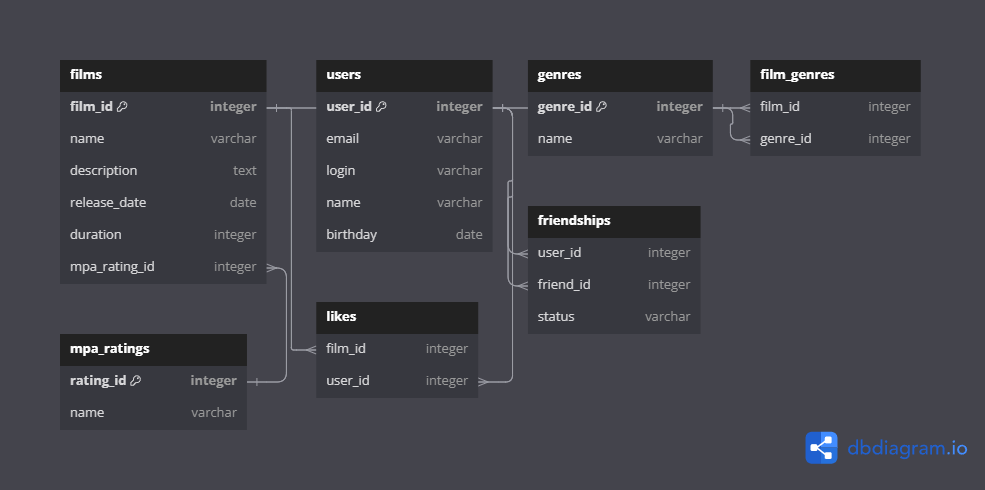 films
film_id integer
name varchar
description text
release_date date
duration integer
mpa_rating_id integer
mpa_ratings
rating_id integer
name varchar
users
user_id integer
email varchar
login varchar
name varchar
birthday date
likes
film_id integer
user_id integer
genres
genre_id integer
name varchar
friendships
user_id integer
friend_id integer
status varchar
film_genres
film_id integer
genre_id integer
dbdiagram.io